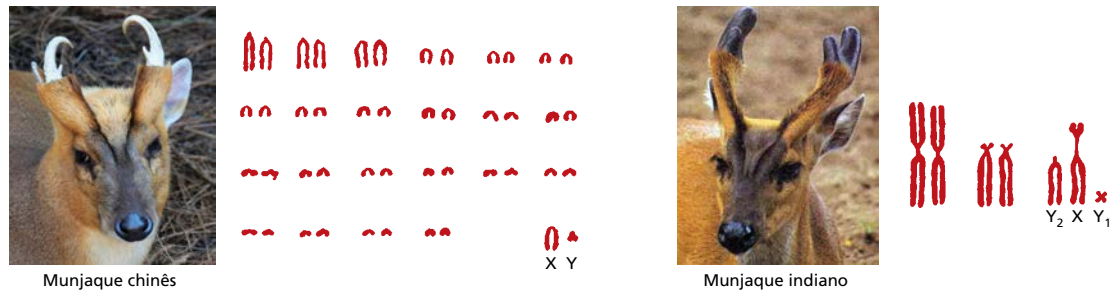 X Y
Y₂ X Y₁
Munjaque chinês
Munjaque indiano